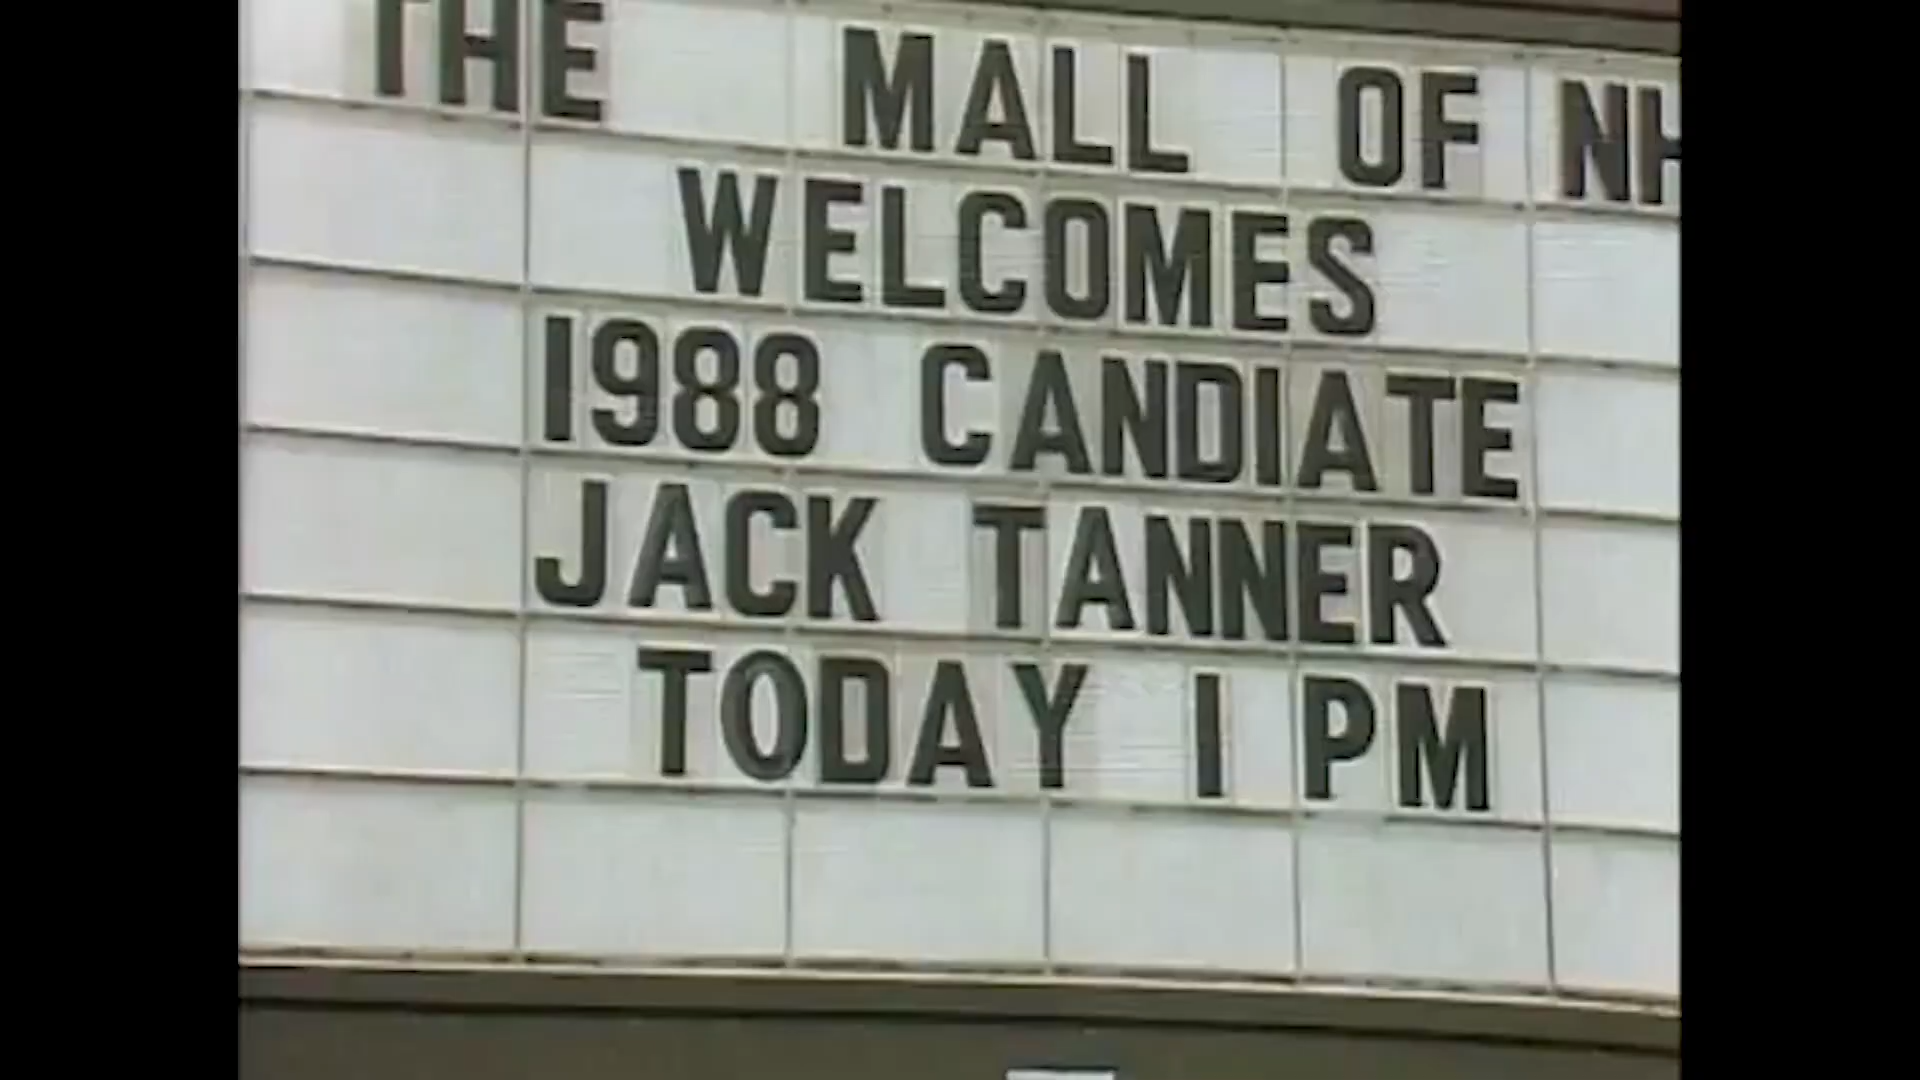 THE MALL OF NH
WELCOMES
1988 CANDIATE
JACK TANNER
TODAY 1 PM